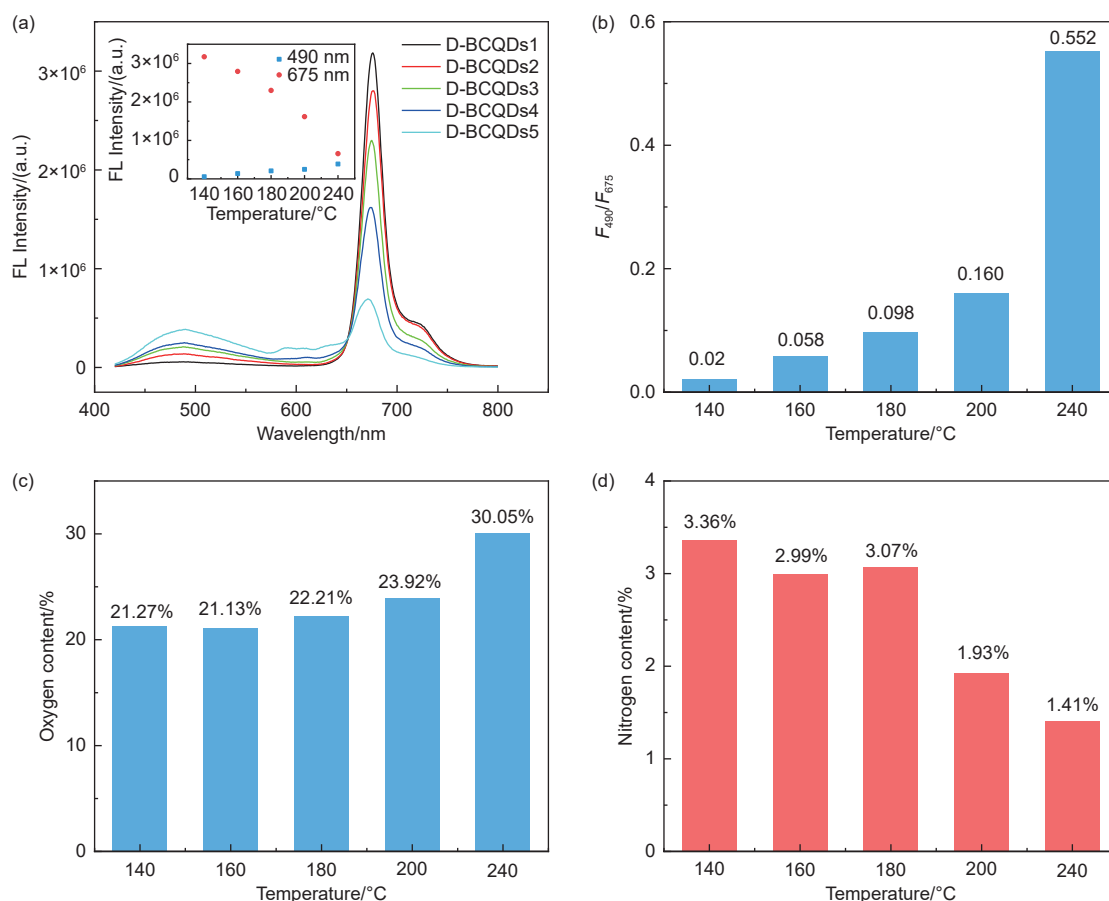 (a)
FL Intensity/(a.u.)
3×10⁶
2×10⁶
1×10⁶
0
400
500
600
700
800
Wavelength/nm
D-BCQDs1
D-BCQDs2
D-BCQDs3
D-BCQDs4
D-BCQDs5
FL Intensity/(a.u.)
3×10⁶
2×10⁶
1×10⁶
0
490 nm
675 nm
140
160
180
200
240
Temperature/°C
(b)
F₄₉₀/F₆₇₅
0.6
0.4
0.2
0.0
0.02
0.058
0.098
0.160
0.552
140
160
180
200
240
Temperature/°C
(c)
Oxygen content/%
30
20
10
0
21.27%
21.13%
22.21%
23.92%
30.05%
140
160
180
200
240
Temperature/°C
(d)
Nitrogen content/%
4
3
2
1
0
3.36%
2.99%
3.07%
1.93%
1.41%
140
160
180
200
240
Temperature/°C